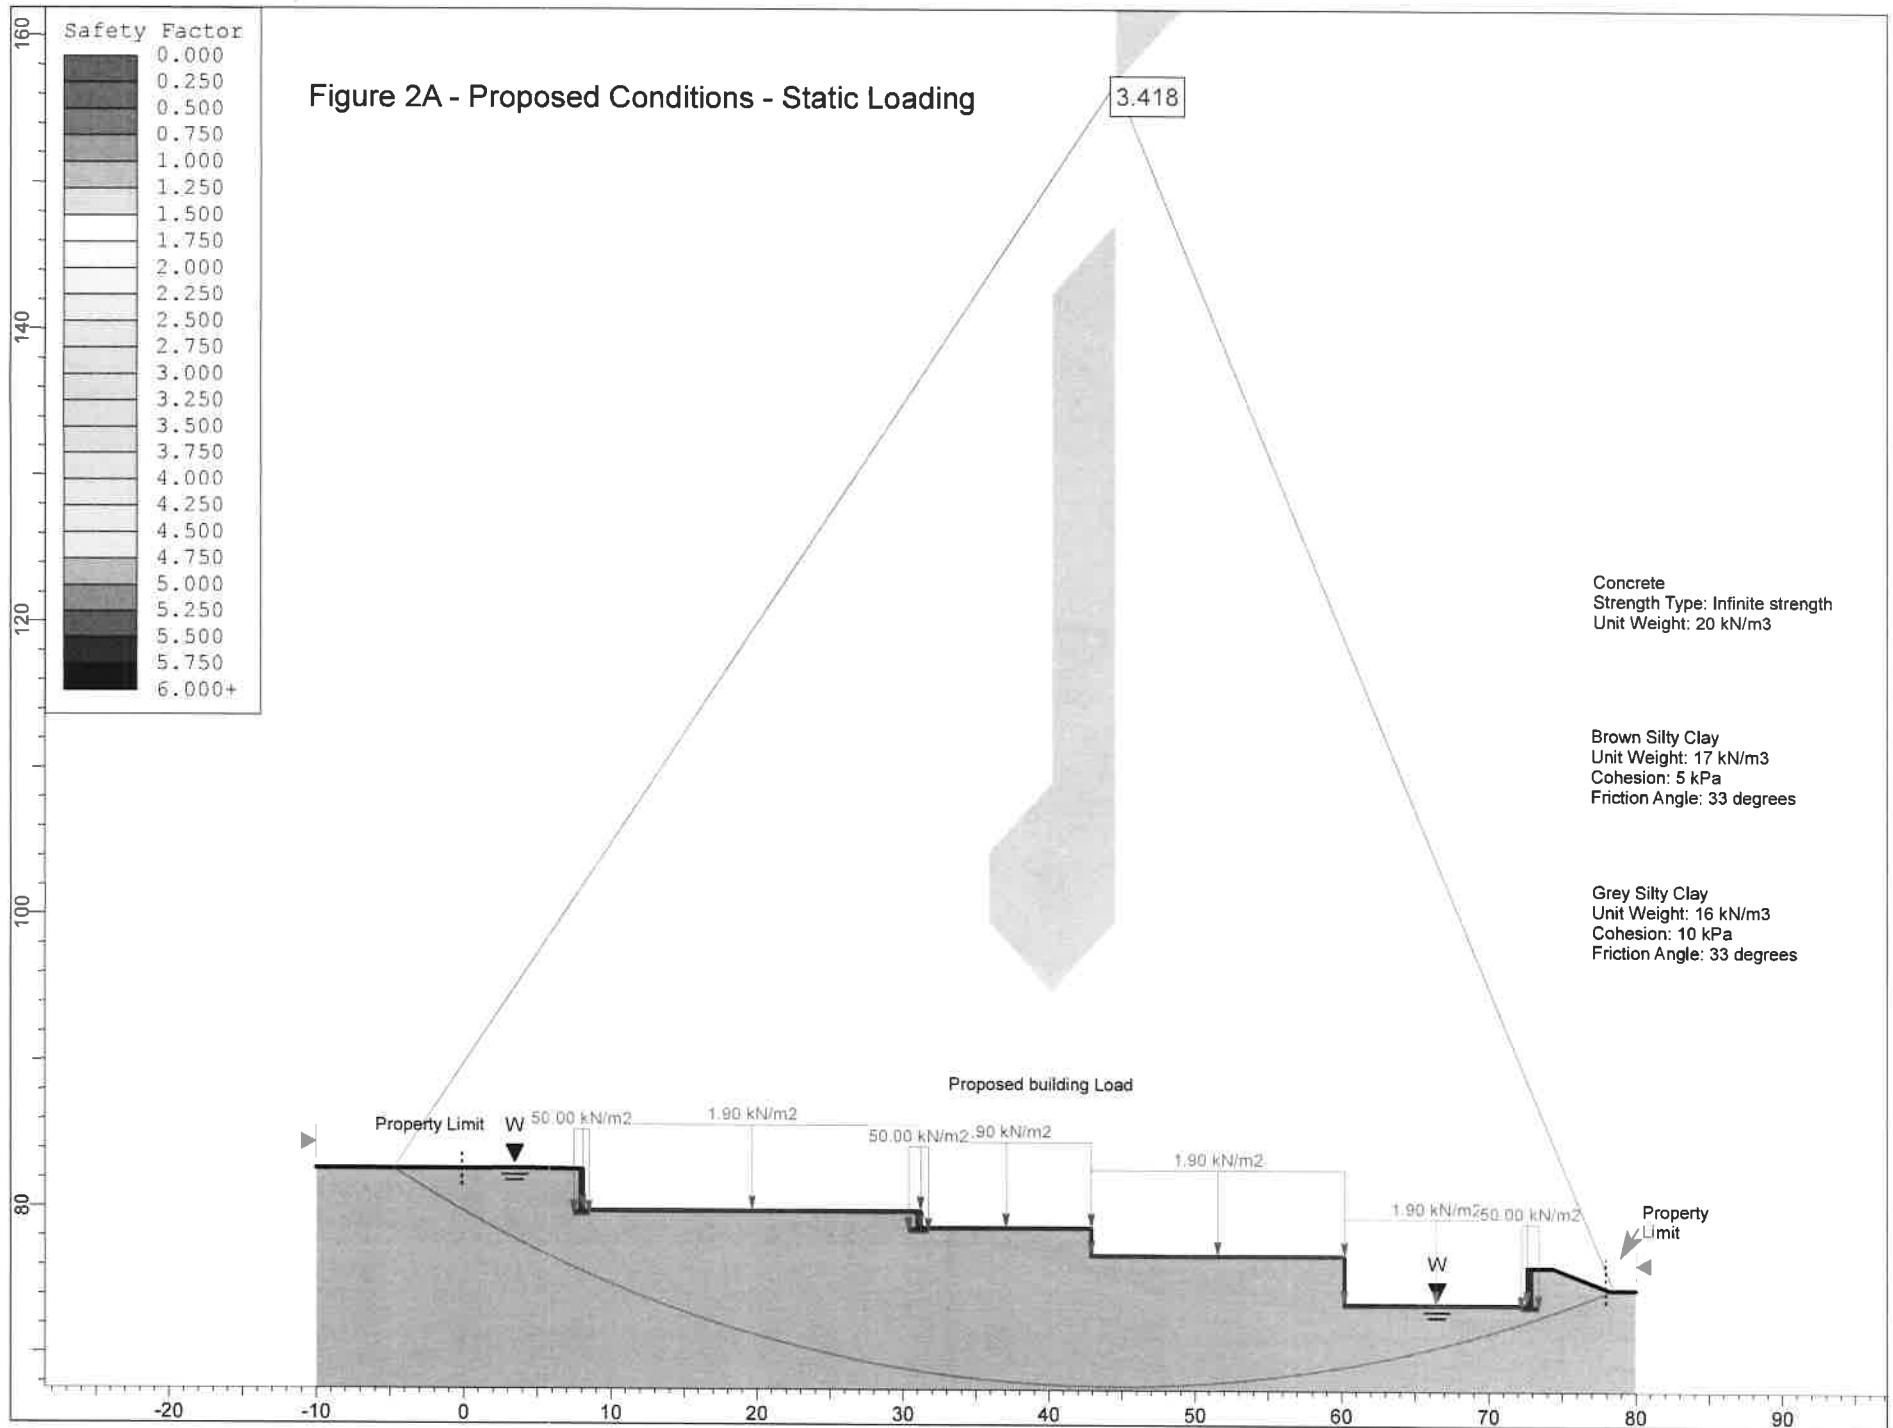 Safety Factor
0.000
0.250
0.500
0.750
1.000
1.250
1.500
1.750
2.000
2.250
2.500
2.750
3.000
3.250
3.500
3.750
4.000
4.250
4.500
4.750
5.000
5.250
5.500
5.750
6.000+
Figure 2A - Proposed Conditions - Static Loading
3.418
160
140
120
100
80
Concrete
Strength Type: Infinite strength
Unit Weight: 20 kN/m3
Brown Silty Clay
Unit Weight: 17 kN/m3
Cohesion: 5 kPa
Friction Angle: 33 degrees
Grey Silty Clay
Unit Weight: 16 kN/m3
Cohesion: 10 kPa
Friction Angle: 33 degrees
Proposed building Load
Property Limit
W
50.00 kN/m2
1.90 kN/m2
50.00 kN/m2
.90 kN/m2
1.90 kN/m2
1.90 kN/m2
50.00 kN/m2
W
Property
Limit
-20
-10
0
10
20
30
40
50
60
70
80
90